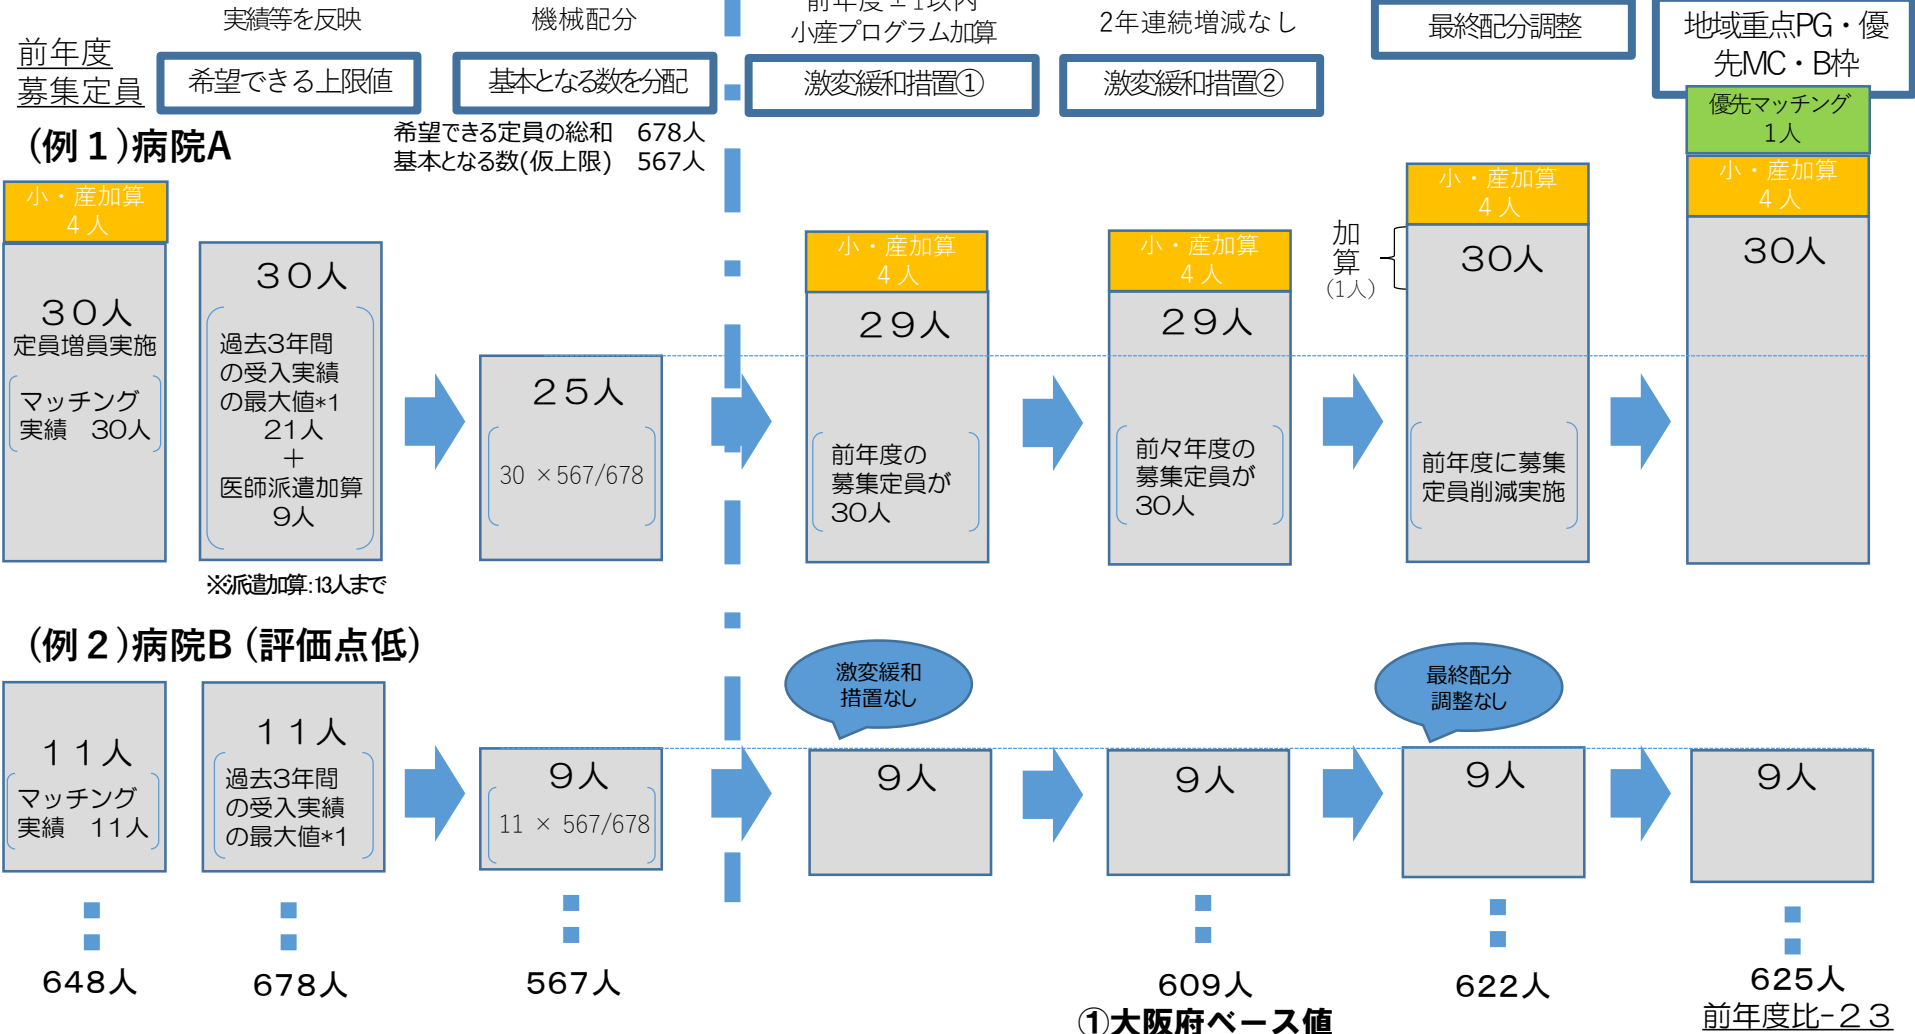 実績等を反映
機械配分
前年度±1以内
小産プログラム加算
2年連続増減なし
最終配分調整
地域重点PG・優
先MC・B枠
前年度
募集定員
希望できる上限値
基本となる数を分配
激変緩和措置①
激変緩和措置②
(例１)病院A
希望できる定員の総和　678人
基本となる数(仮上限)　567人
小・産加算
４人
30人
定員増員実施
マッチング
実績　30人
30人
過去3年間
の受入実績
の最大値*1
21人
＋
医師派遣加算
9人
※派遣加算:13人まで
25人
30 ×567/678
小・産加算
４人
29人
前年度の
募集定員が
30人
小・産加算
４人
29人
前々年度の
募集定員が
30人
加
算
(1人)
小・産加算
４人
30人
前年度に募集
定員削減実施
優先マッチング
1人
小・産加算
４人
30人
(例２)病院B (評価点低)
11人
マッチング
実績　11人
11人
過去3年間
の受入実績
の最大値*1
9人
11 × 567/678
激変緩和
措置なし
9人
9人
最終配分
調整なし
9人
9人
648人
678人
567人
609人
①大阪府ベース値
622人
625人
前年度比-23